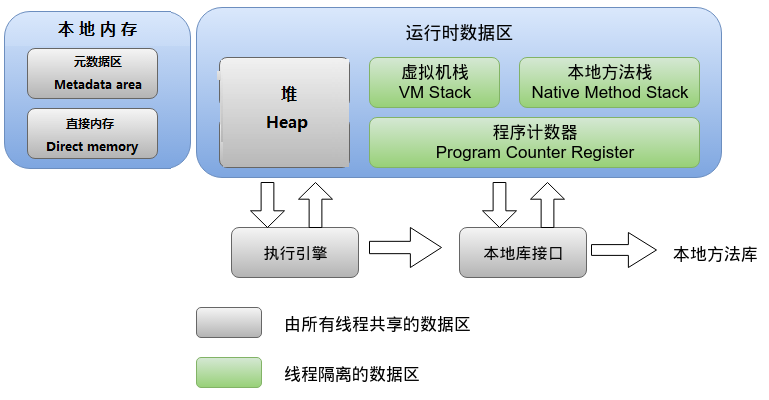 本 地 内 存
元数据区
Metadata area
直接内存
Direct memory
运行时数据区
堆
Heap
虚拟机栈
VM Stack
本地方法栈
Native Method Stack
程序计数器
Program Counter Register
执行引擎
本地库接口
本地方法库
由所有线程共享的数据区
线程隔离的数据区